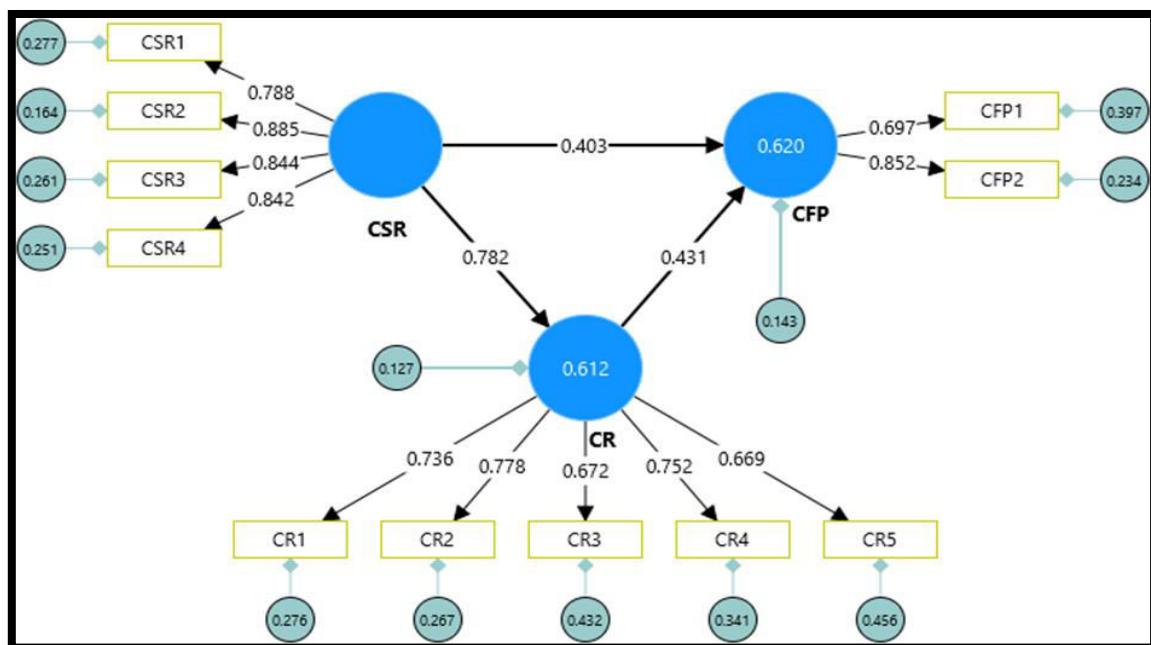 0.277 CSR1
0.788
0.164 CSR2
0.885
0.261 CSR3
0.844
0.842
0.251 CSR4
CSR
0.403
0.620
CFP
0.697 CFP1 0.397
0.852 CFP2 0.234
0.782
0.431
0.143
0.127
0.612
CR
0.736 0.778 0.672 0.752 0.669
CR1 CR2 CR3 CR4 CR5
0.276 0.267 0.432 0.341 0.456